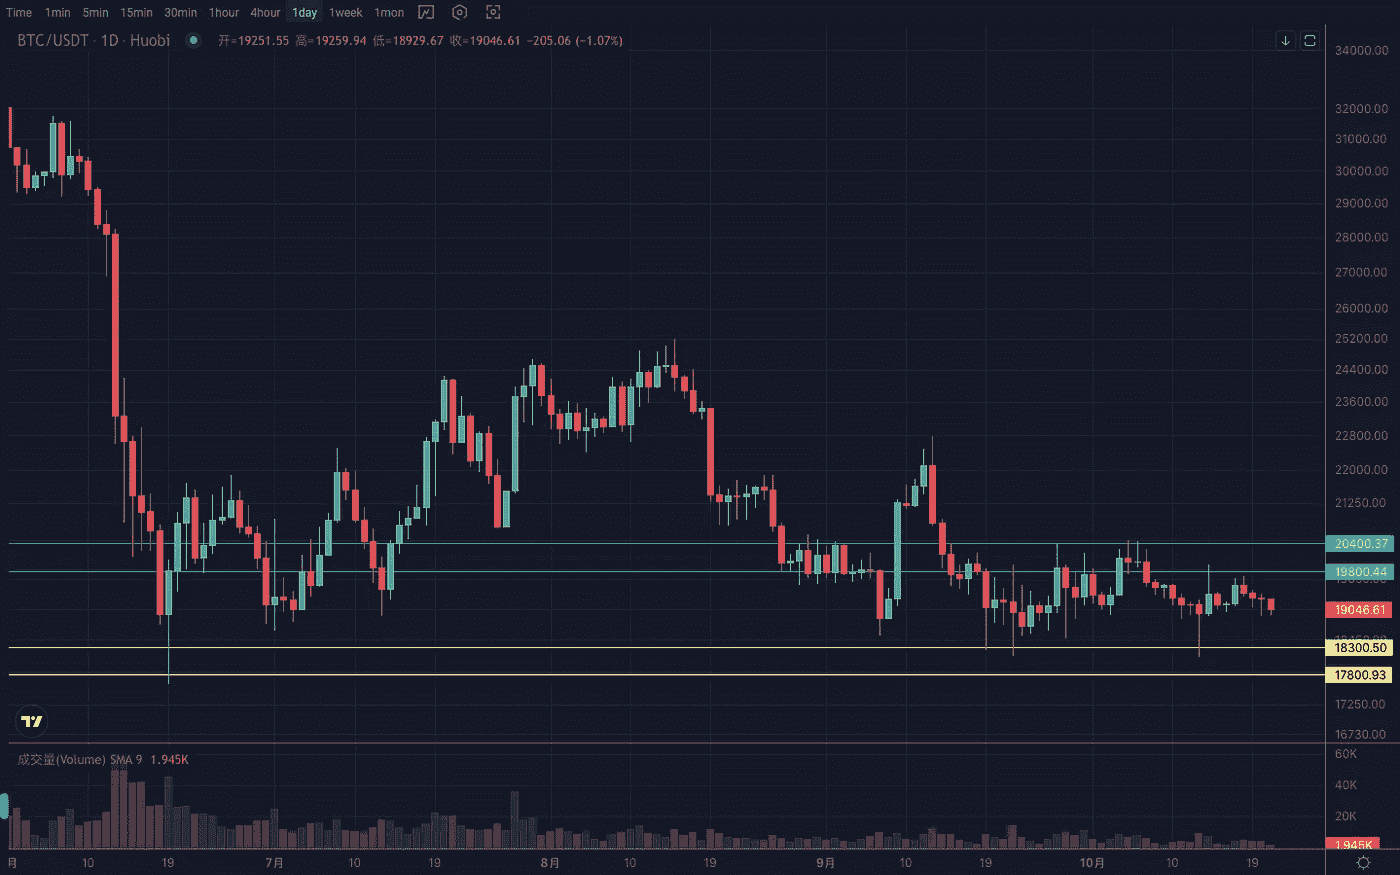 Time 1min 5min 15min 30min 1hour 4hour 1day 1week 1mon
BTC/USDT · 1D · Huobi 开=19251.55 高=19259.94 低=18929.67 收=19046.61 -205.06 (-1.07%)
34000.00
32000.00
31000.00
30000.00
29000.00
28000.00
27000.00
26000.00
25200.00
24400.00
23600.00
22800.00
22000.00
21250.00
20400.37
19800.44
19046.61
18300.50
17800.93
17250.00
16730.00
成交量(Volume) SMA 9 1.945K
60K
40K
20K
1.945K
月 10 19 7月 10 19 8月 10 19 9月 10 19 10月 10 19